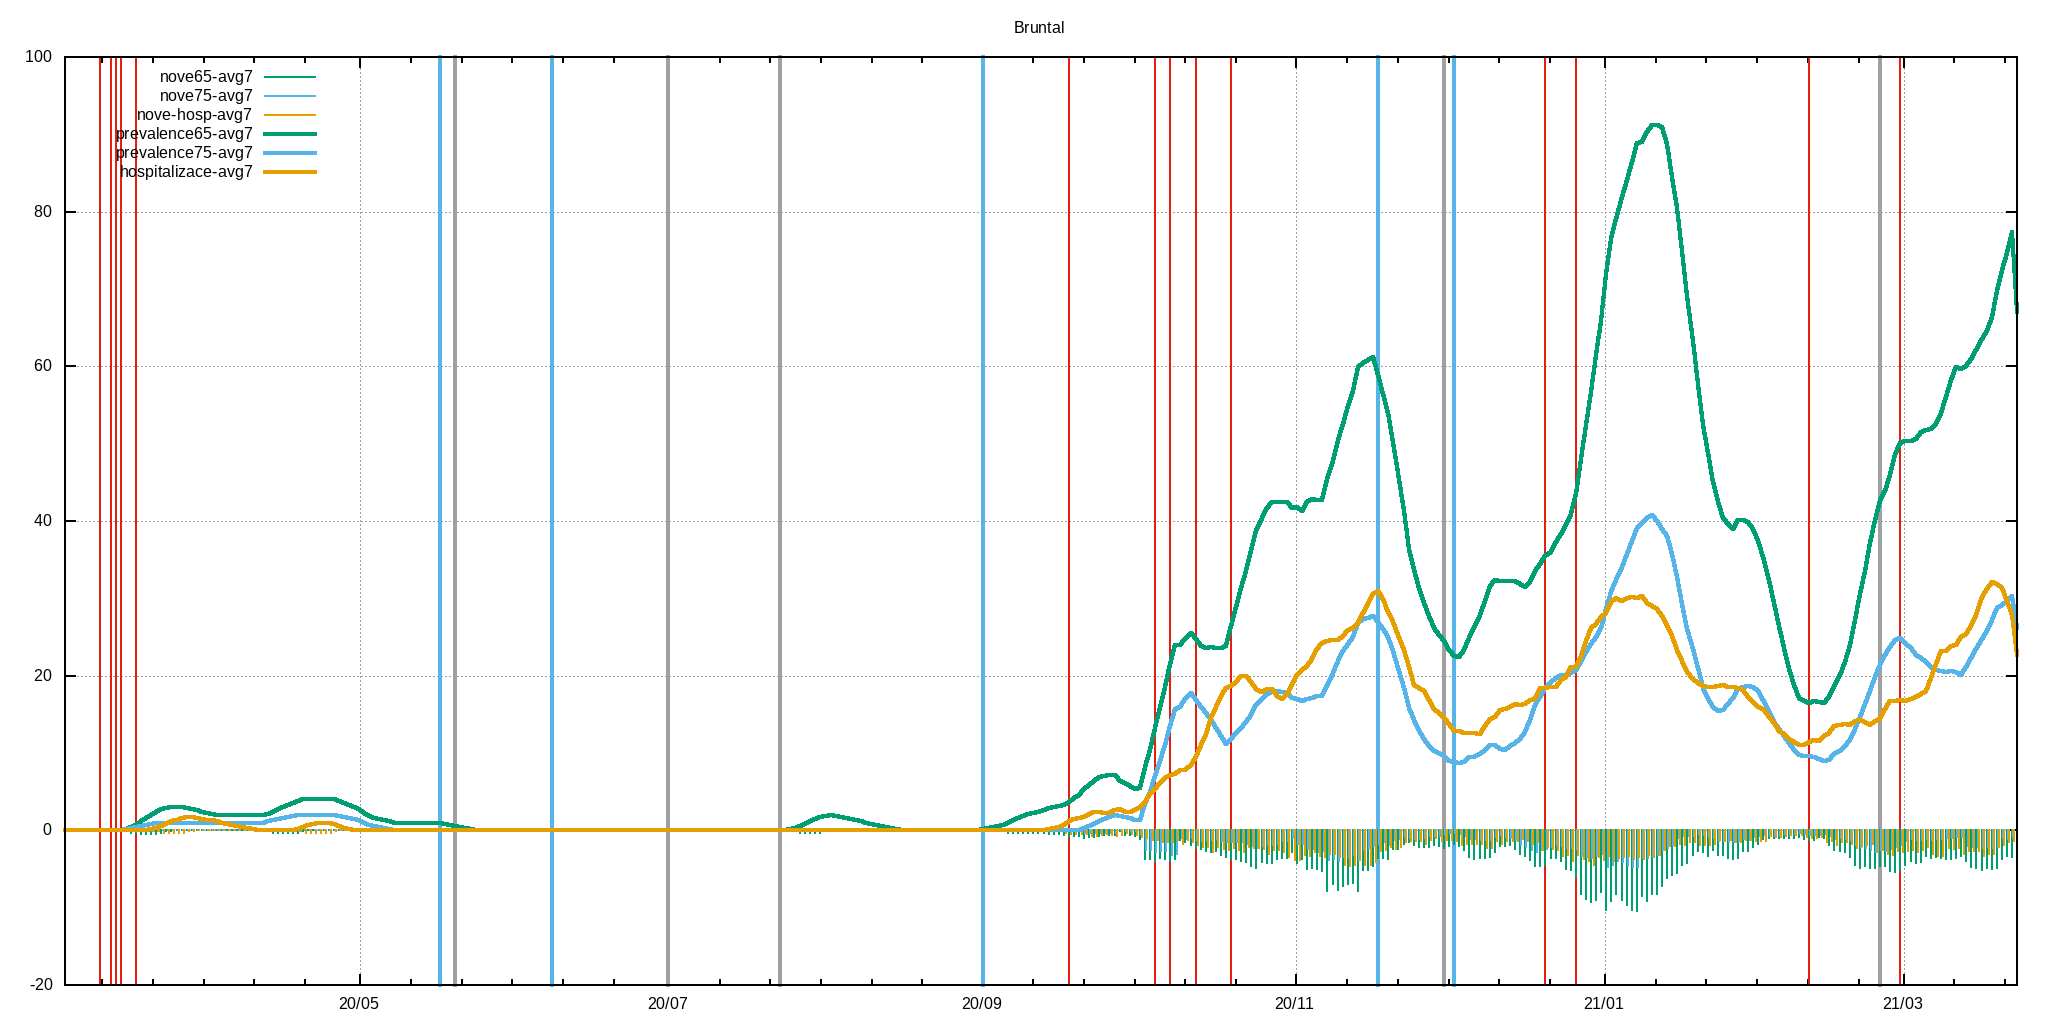 Bruntal
100
80
60
40
20
0
-20
nove65-avg7
nove75-avg7
nove-hosp-avg7
prevalence65-avg7
prevalence75-avg7
hospitalizace-avg7
20/05 20/07 20/09 20/11 21/01 21/03